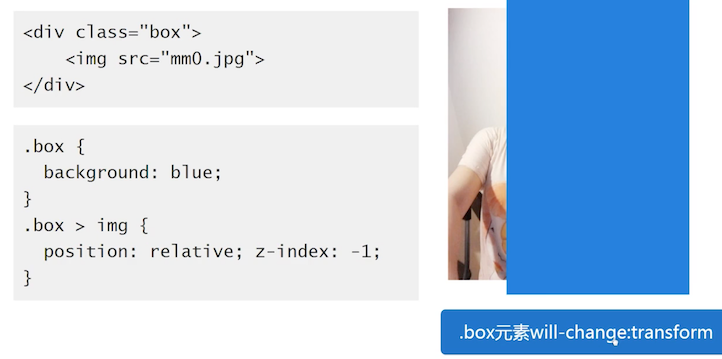 <div class="box">
    <img src="mm0.jpg">
</div>
.box {
  background: blue;
}
.box > img {
  position: relative; z-index: -1;
}
.box元素will-change:transform